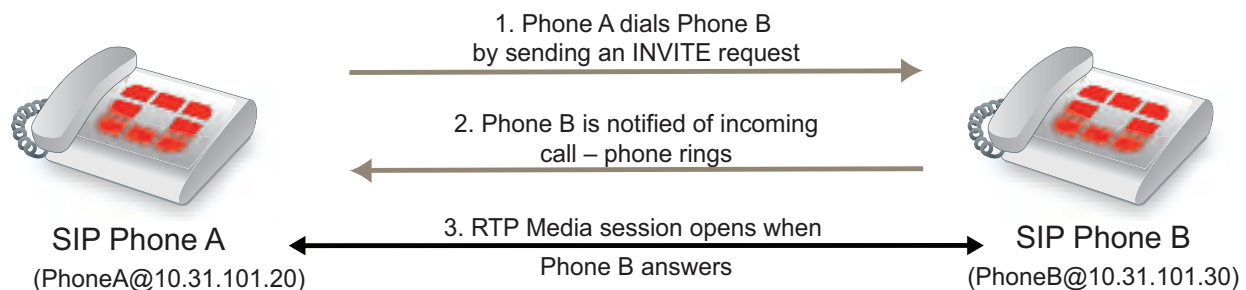 1. Phone A dials Phone B
by sending an INVITE request
2. Phone B is notified of incoming
call – phone rings
3. RTP Media session opens when
Phone B answers
SIP Phone A
(PhoneA@10.31.101.20)
SIP Phone B
(PhoneB@10.31.101.30)